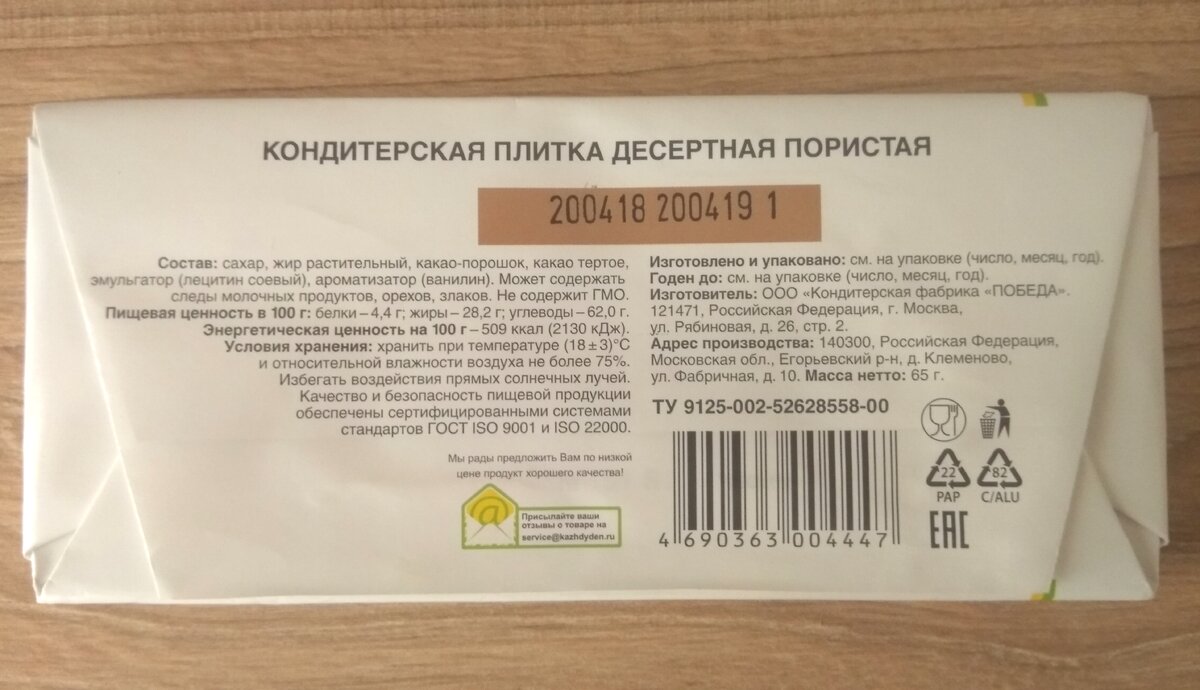 КОНДИТЕРСКАЯ ПЛИТКА ДЕСЕРТНАЯ ПОРИСТАЯ
200418 200419 1
Состав: сахар, жир растительный, какао-порошок, какао тертое,
эмульгатор (лецитин соевый), ароматизатор (ванилин). Может содержать
следы молочных продуктов, орехов, злаков. Не содержит ГМО.
Пищевая ценность в 100 г: белки – 4,4 г; жиры – 28,2 г; углеводы – 62,0 г.
Энергетическая ценность на 100 г – 509 ккал (2130 кДж).
Условия хранения: хранить при температуре (18 ± 3)°С
и относительной влажности воздуха не более 75%.
Избегать воздействия прямых солнечных лучей.
Качество и безопасность пищевой продукции
обеспечены сертифицированными системами
стандартов ГОСТ ISO 9001 и ISO 22000.
Мы рады предложить Вам по низкой
цене продукт хорошего качества!
@
Присылайте ваши
отзывы о товаре на
service@kazhdyden.ru
Изготовлено и упаковано: см. на упаковке (число, месяц, год).
Годен до: см. на упаковке (число, месяц, год).
Изготовитель: ООО «Кондитерская фабрика «ПОБЕДА».
121471, Российская Федерация, г. Москва,
ул. Рябиновая, д. 26, стр. 2.
Адрес производства: 140300, Российская Федерация,
Московская обл., Егорьевский р-н, д. Клеменово,
ул. Фабричная, д. 10. Масса нетто: 65 г.
ТУ 9125-002-52628558-00
4 690363 004447
22 82
PAP C/ALU
EAC